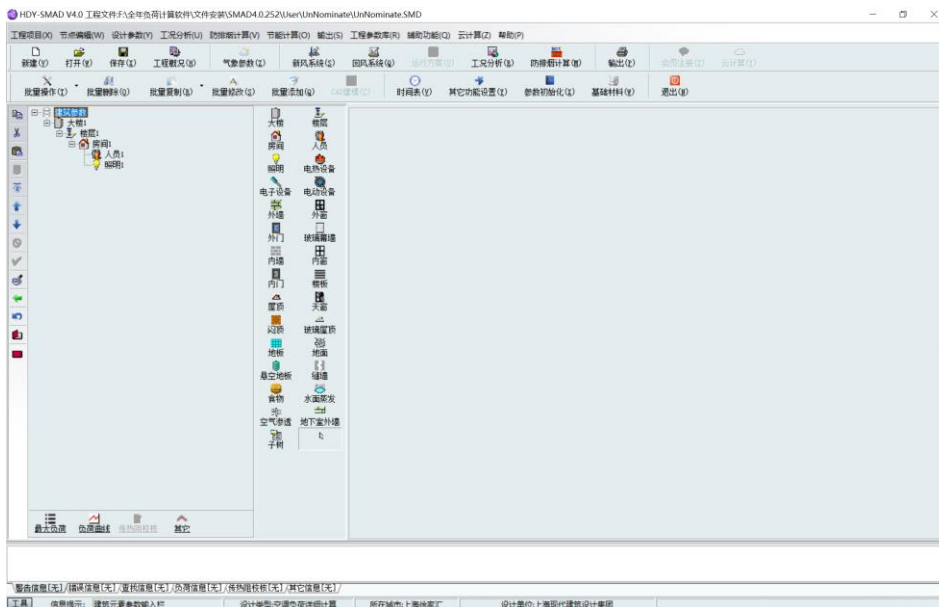 HDY-SMAD V4.0 工程文件:F:\全年负荷计算软件\文件安装\SMAD4.0.252\User\UnNominate\UnNominate.SMD
工程项目(X) 节点编辑(W) 设计参数(Y) 工况分析(U) 防排烟计算(V) 节能计算(O) 输出(S) 工程参数库(R) 辅助功能(Q) 云计算(Z) 帮助(P)
新建(Y) 打开(E) 保存(I) 工程概况(B) 气象参数(I) 新风系统(S) 回风系统(Q) 工况分析(B) 防排烟计算(W) 输出(Z) 云计算(I)
批量操作(I) 批量删除(O) 批量复制(U) 批量修改(S) 批量添加(G) 时间表(Y) 其它功能设置(T) 参数初始化(I) 基础材料(V) 退出(W)
建筑参数
大楼1
楼层1
房间1
人员1
照明1
大楼 楼层
房间 人员
照明 电热设备
电子设备 电动设备
外墙 外窗
外门 玻璃幕墙
内墙 内窗
内门 楼板
屋顶 天窗
闷顶 玻璃屋顶
地板 地面
悬空地板 缝墙
食物 水面蒸发
空气渗透 地下室外墙
子树
最大负荷 负荷曲线 传热阻校核 其它
警告信息[无] 错误信息[无] 查找信息[无] 负荷信息[无] 传热阻校核[无] 其它信息[无]
工具 信息提示: 建筑元素参数输入栏 设计类型:空调负荷详细计算 所在城市:上海徐家汇 设计单位:上海现代建筑设计集团